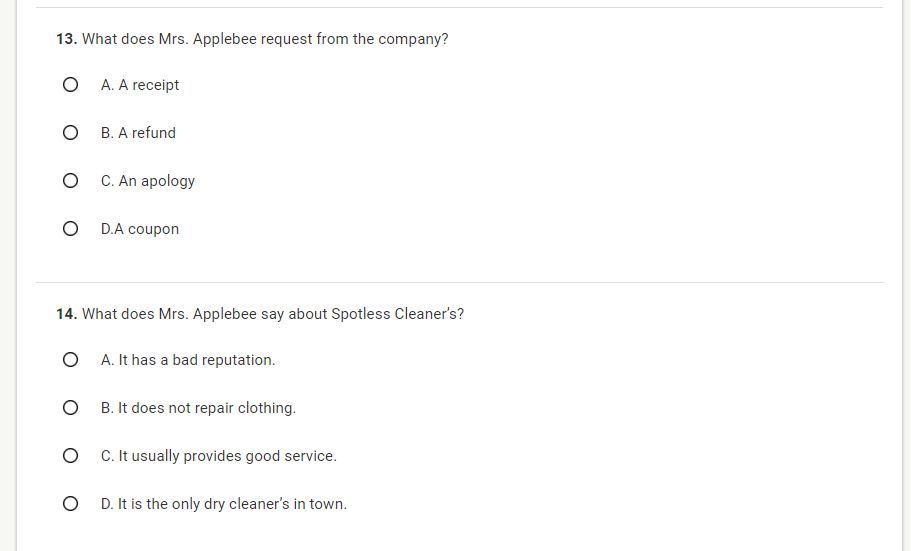 13. What does Mrs. Applebee request from the company?
A. A receipt
B. A refund
C. An apology
D.A coupon
14. What does Mrs. Applebee say about Spotless Cleaner’s?
A. It has a bad reputation.
B. It does not repair clothing.
C. It usually provides good service.
D. It is the only dry cleaner’s in town.